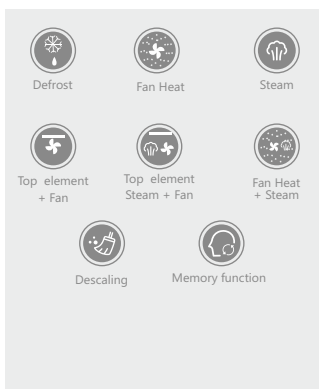 Defrost
Fan Heat
Steam
Top element
+ Fan
Top element
Steam + Fan
Fan Heat
+ Steam
Descaling
Memory function